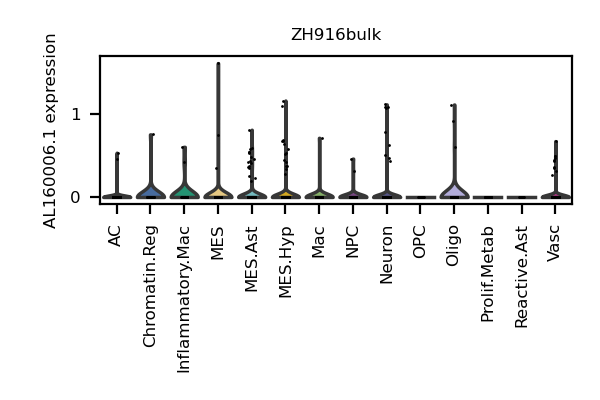 ZH916bulk
AL160006.1 expression
1
0
AC
Chromatin.Reg
Inflammatory.Mac
MES
MES.Ast
MES.Hyp
Mac
NPC
Neuron
OPC
Oligo
Prolif.Metab
Reactive.Ast
Vasc